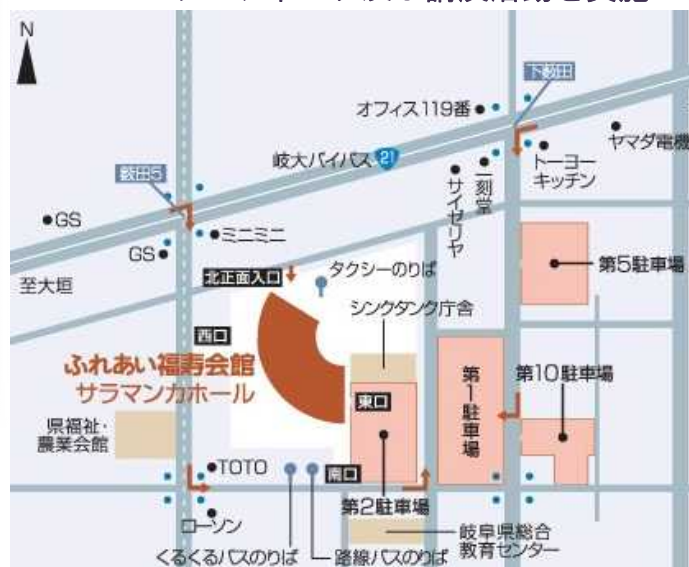 N
下藪田
オフィス119番
ヤマダ電機
岐大バイパス
21
トーヨー
キッチン
一刻堂
サイゼリヤ
藪田5
GS
ミニミニ
GS
至大垣
北正面入口
タクシーのりば
第5駐車場
シンクタンク庁舎
西口
ふれあい福寿会館
サラマンカホール
東口
第1駐車場
第10駐車場
県福祉・
農業会館
TOTO
南口
第2駐車場
ローソン
岐阜県総合
教育センター
くるくるバスのりば
路線バスのりば